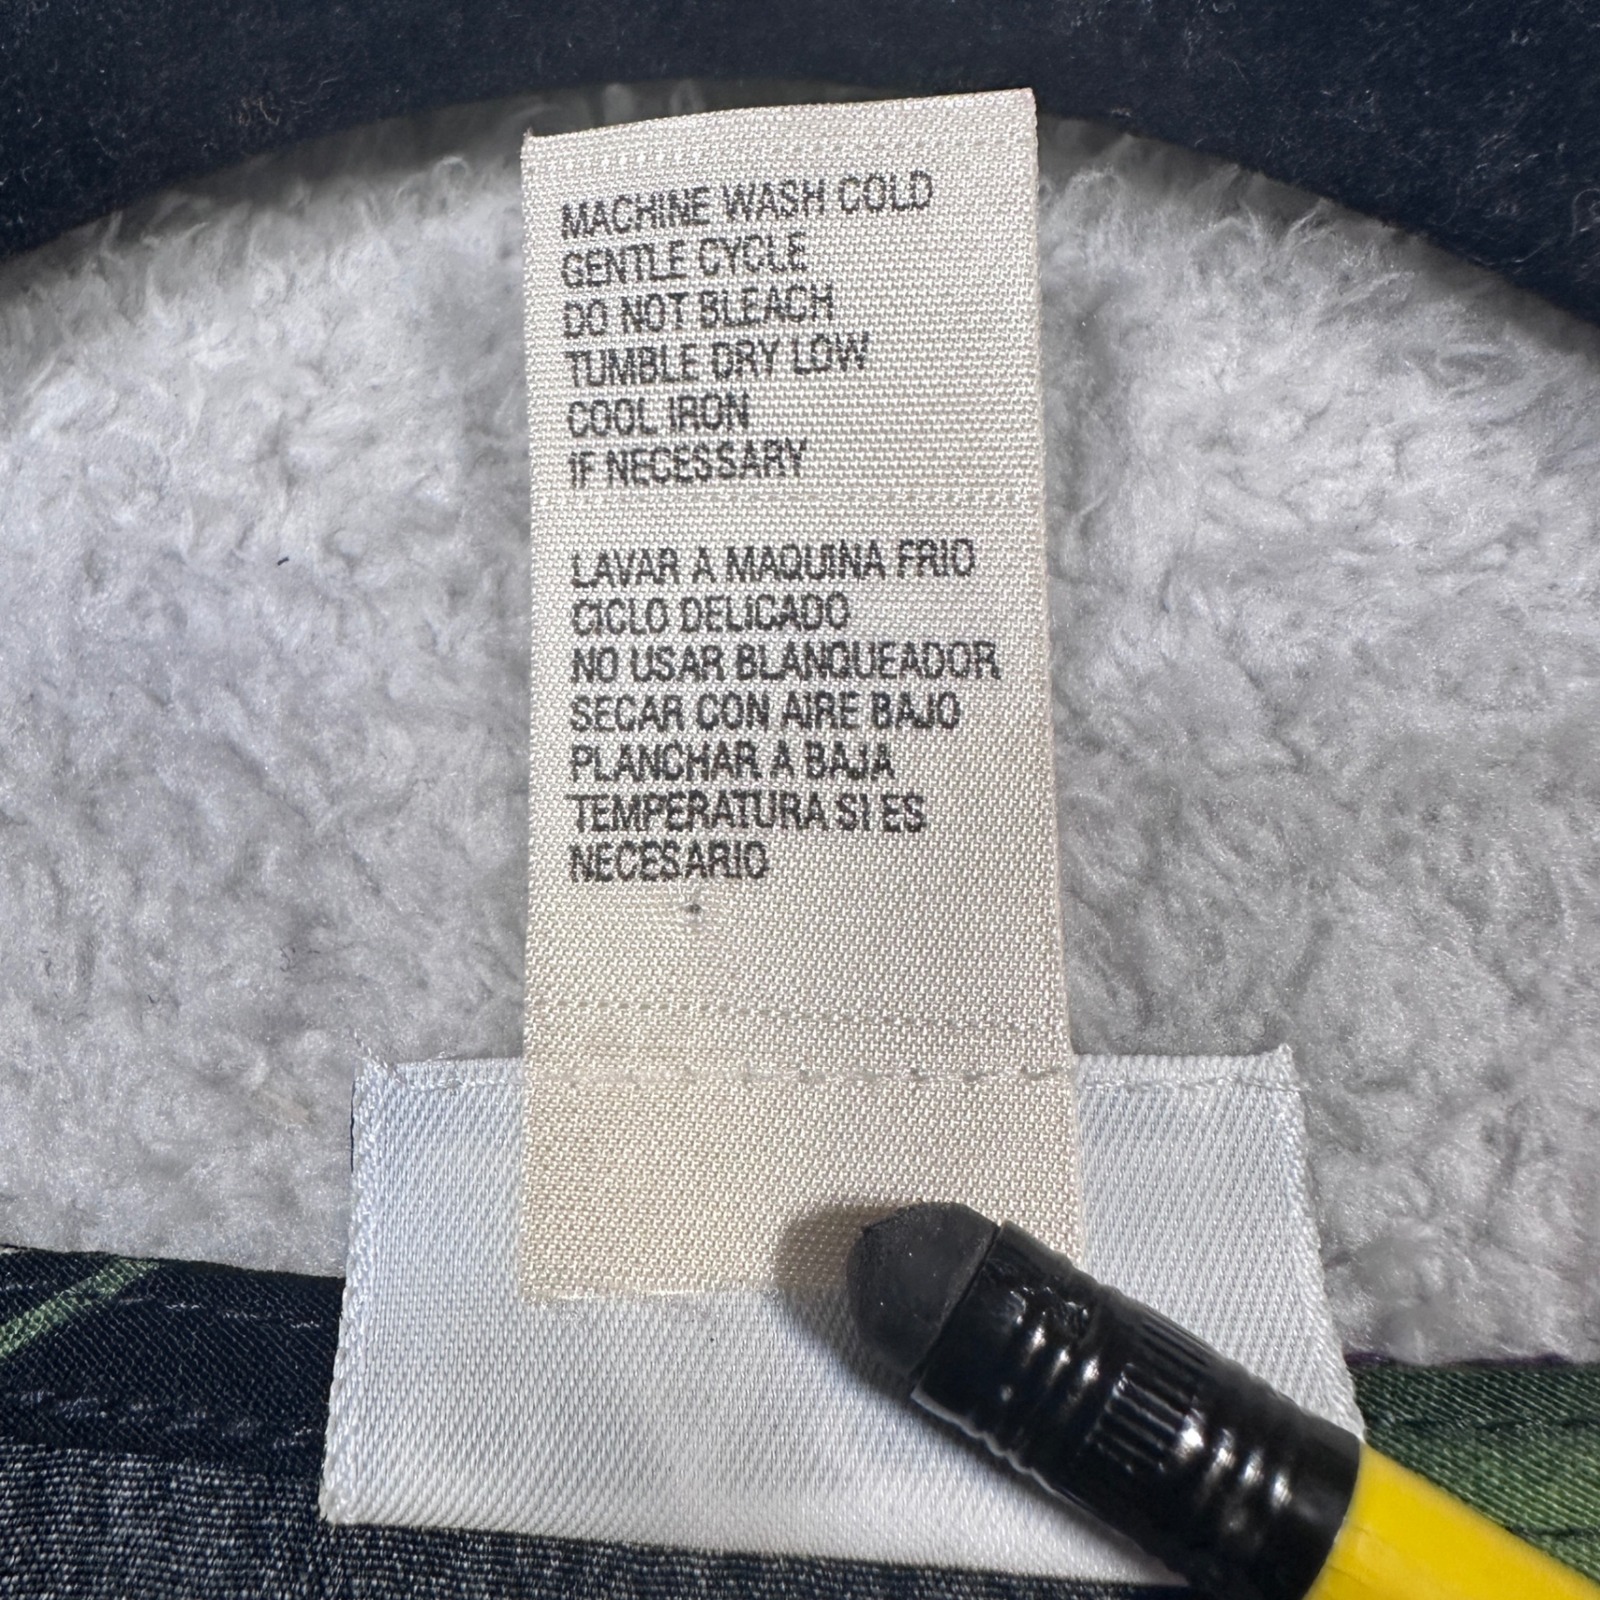 MACHINE WASH COLD
GENTLE CYCLE
DO NOT BLEACH
TUMBLE DRY LOW
COOL IRON
IF NECESSARY
LAVAR A MAQUINA FRIO
CICLO DELICADO
NO USAR BLANQUEADOR
SECAR CON AIRE BAJO
PLANCHAR A BAJA
TEMPERATURA SI ES
NECESARIO